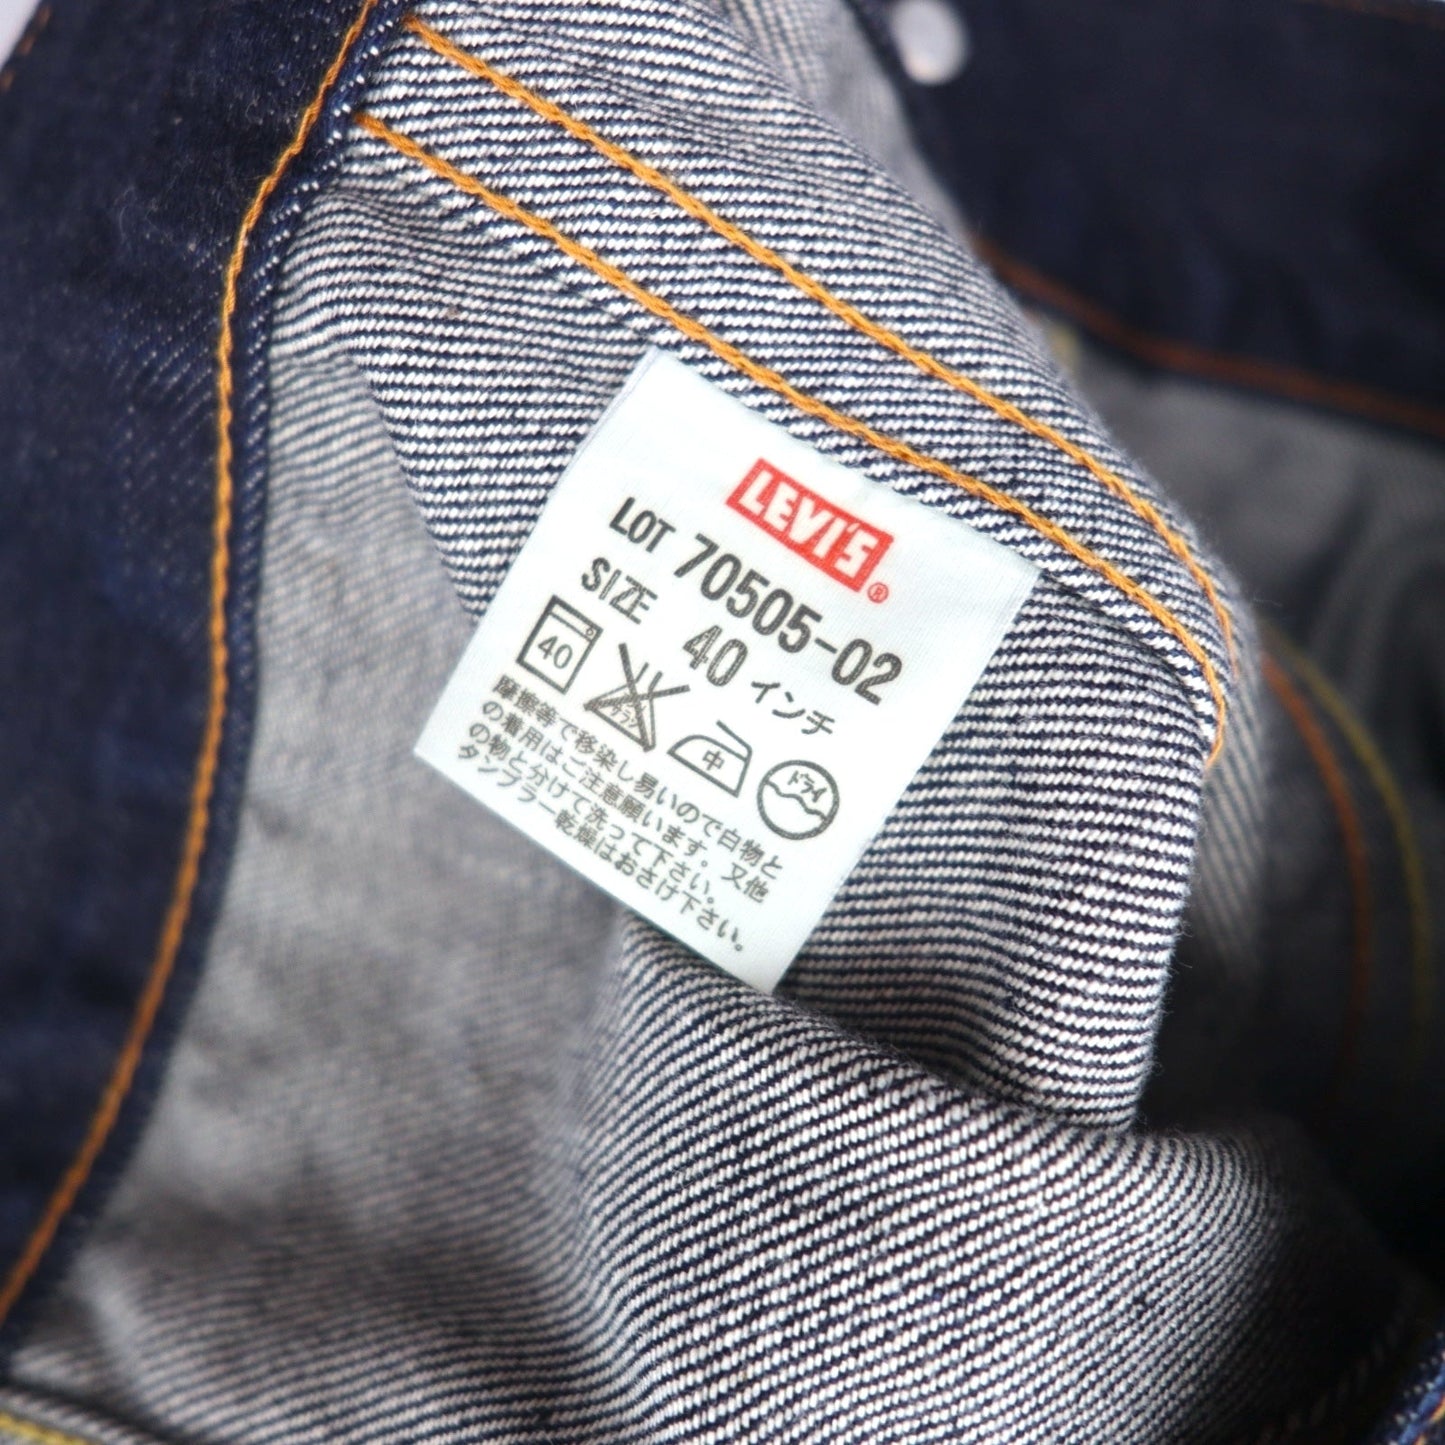 LEVI'S®
LOT 70505-02
SIZE 40 インチ
40
中
ドライ
摩擦等で移染し易いので白物と
の着用はご注意願います。又他
の物と分けて洗って下さい。
タンブラー乾燥はおさけ下さい。